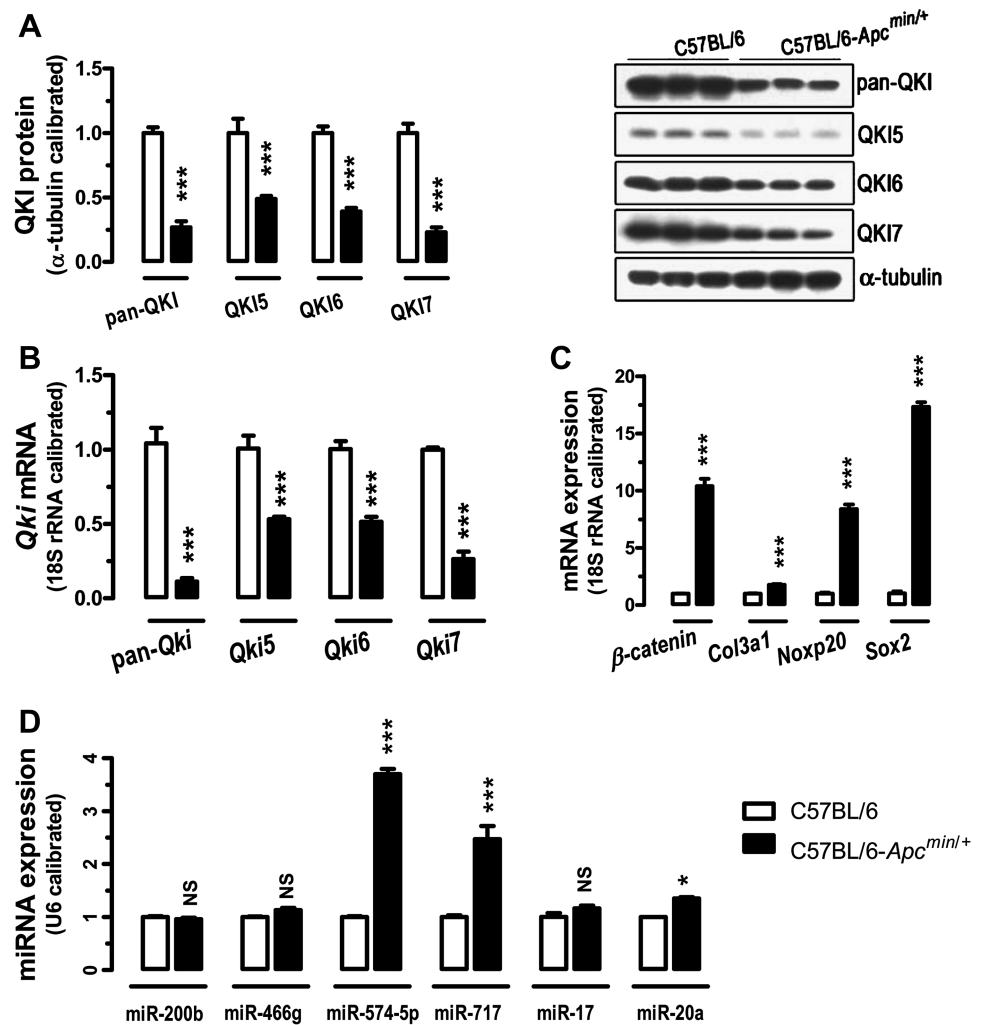 A
QKI protein
(α-tubulin calibrated)
1.5
1.0
0.5
0.0
***
***
***
***
pan-QKI
QKI5
QKI6
QKI7
C57BL/6
C57BL/6-Apc min/+
pan-QKI
QKI5
QKI6
QKI7
α-tubulin
B
Qki mRNA
(18S rRNA calibrated)
1.5
1.0
0.5
0.0
***
***
***
***
pan-Qki
Qki5
Qki6
Qki7
C
mRNA expression
(18S rRNA calibrated)
20
15
10
5
0
***
***
***
***
β-catenin
Col3a1
Noxp20
Sox2
D
miRNA expression
(U6 calibrated)
4
3
2
1
0
NS
NS
***
***
NS
*
miR-200b
miR-466g
miR-574-5p
miR-717
miR-17
miR-20a
C57BL/6
C57BL/6-Apc min/+